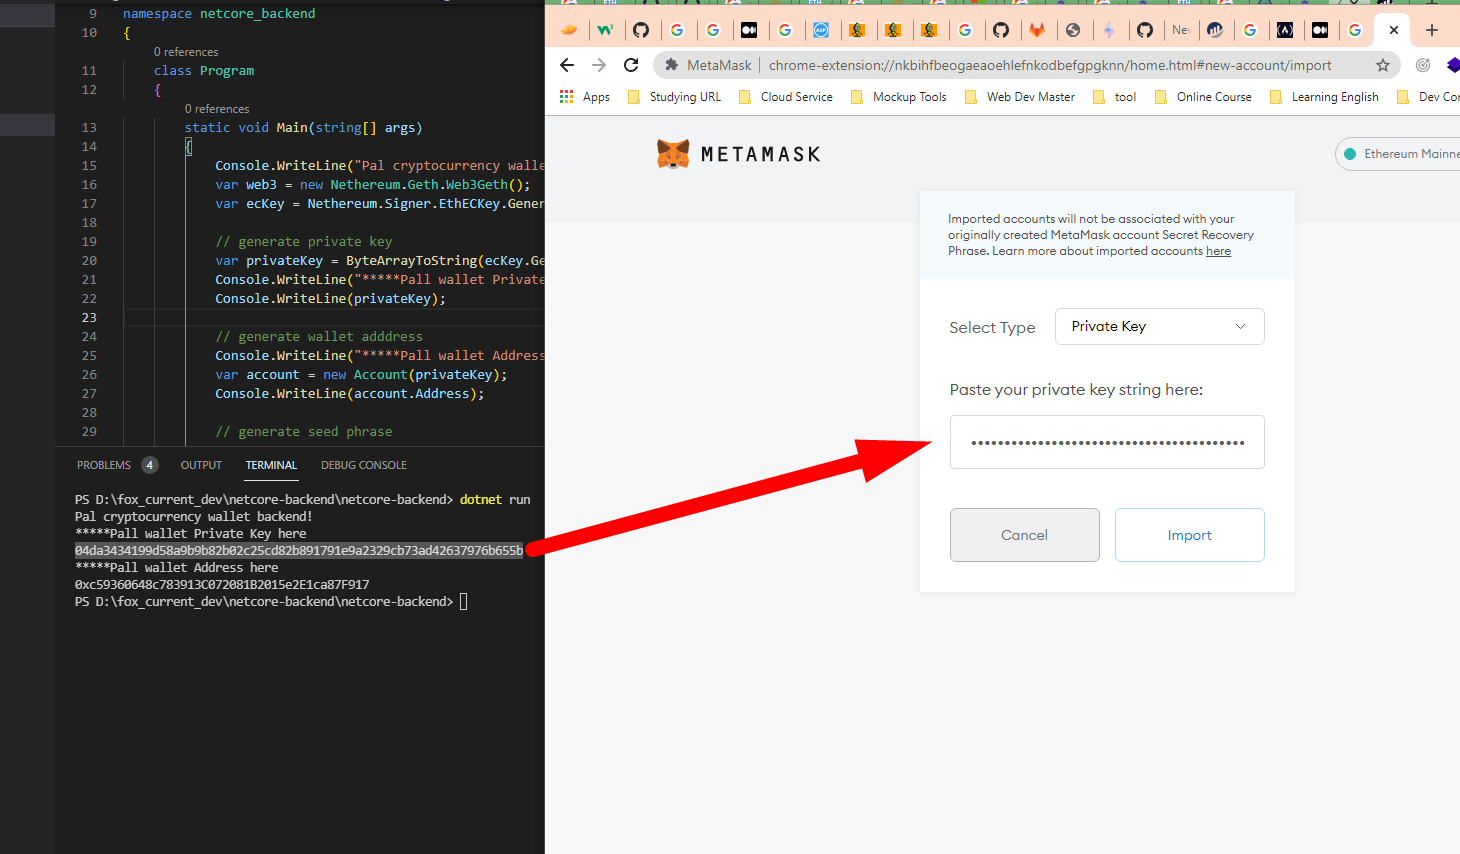 9 namespace netcore_backend
10 {
0 references
11 class Program
12 {
0 references
13 static void Main(string[] args)
14 {
15 Console.WriteLine("Pal cryptocurrency walle
16 var web3 = new Nethereum.Geth.Web3Geth();
17 var ecKey = Nethereum.Signer.EthECKey.Gener
18
19 // generate private key
20 var privateKey = ByteArrayToString(ecKey.Ge
21 Console.WriteLine("*****Pall wallet Private
22 Console.WriteLine(privateKey);
23
24 // generate wallet adddress
25 Console.WriteLine("*****Pall wallet Address
26 var account = new Account(privateKey);
27 Console.WriteLine(account.Address);
28
29 // generate seed phrase
PROBLEMS 4 OUTPUT TERMINAL DEBUG CONSOLE
PS D:\fox_current_dev\netcore-backend\netcore-backend> dotnet run
Pal cryptocurrency wallet backend!
*****Pall wallet Private Key here
04da3434199d58a9b9b82b02c25cd82b891791e9a2329cb73ad42637976b655b
*****Pall wallet Address here
0xc59360648c783913C072081B2015e2E1ca87F917
PS D:\fox_current_dev\netcore-backend\netcore-backend>
MetaMask | chrome-extension://nkbihfbeogaeaoehlefnkodbefgpgknn/home.html#new-account/import
Apps Studying URL Cloud Service Mockup Tools Web Dev Master tool Online Course Learning English Dev Cor
METAMASK
Ethereum Mainne
Imported accounts will not be associated with your
originally created MetaMask account Secret Recovery
Phrase. Learn more about imported accounts here
Select Type Private Key
Paste your private key string here:
Cancel Import